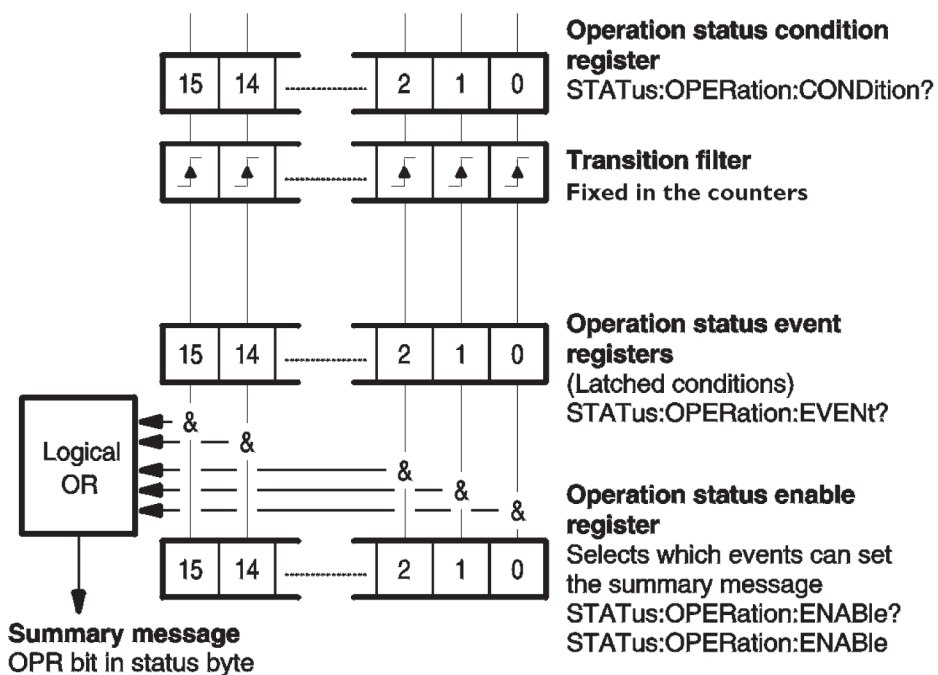 Operation status condition
register
STATus:OPERation:CONDition?
15 14 2 1 0
Transition filter
Fixed in the counters
Operation status event
registers
(Latched conditions)
STATus:OPERation:EVENt?
15 14 2 1 0
&
&
&
&
&
Logical
OR
Operation status enable
register
Selects which events can set
the summary message
STATus:OPERation:ENABle?
STATus:OPERation:ENABle
15 14 2 1 0
Summary message
OPR bit in status byte